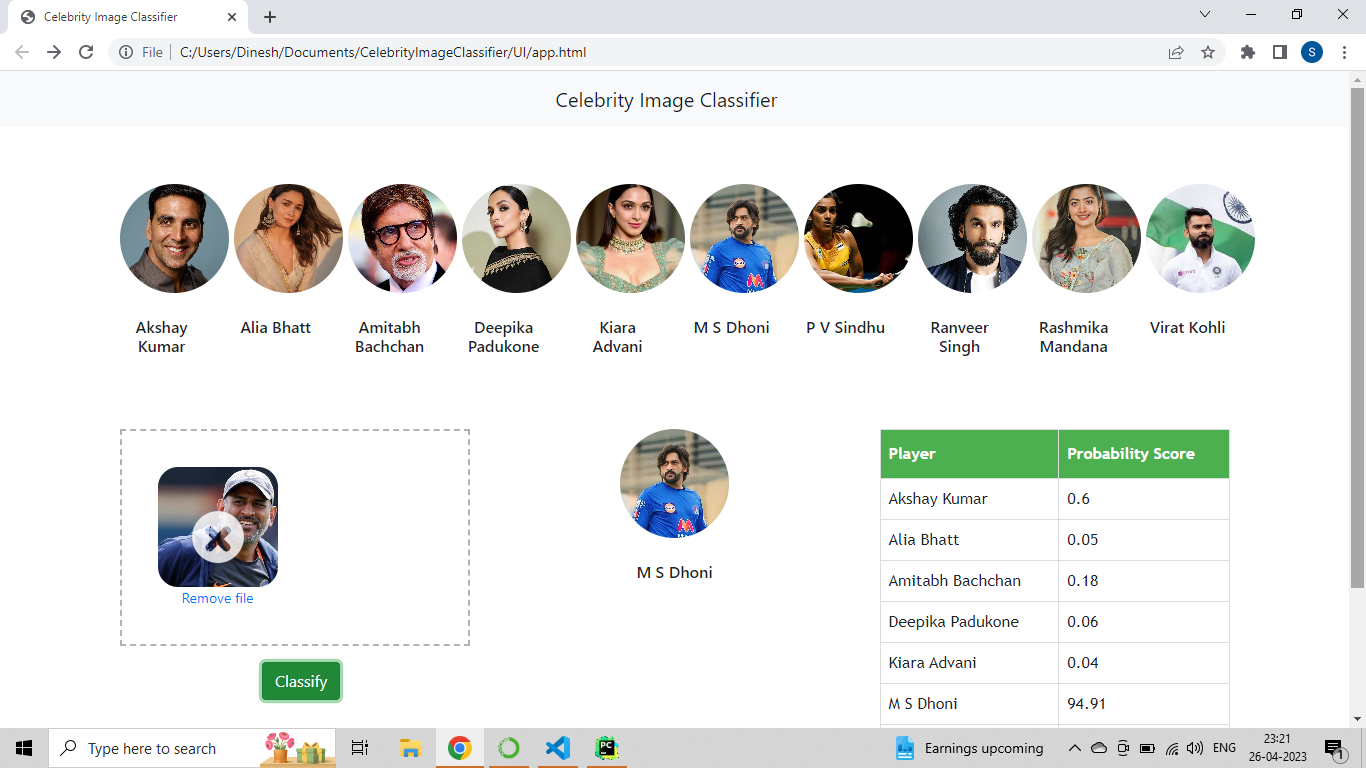 Celebrity Image Classifier
File C:/Users/Dinesh/Documents/CelebrityImageClassifier/UI/app.html
S
Celebrity Image Classifier
Akshay Kumar
Alia Bhatt
Amitabh Bachchan
Deepika Padukone
Kiara Advani
M S Dhoni
P V Sindhu
Ranveer Singh
Rashmika Mandana
Virat Kohli
Remove file
Classify
M S Dhoni
Player Probability Score
Akshay Kumar 0.6
Alia Bhatt 0.05
Amitabh Bachchan 0.18
Deepika Padukone 0.06
Kiara Advani 0.04
M S Dhoni 94.91
Type here to search
PC
Earnings upcoming
ENG
23:21
26-04-2023
1